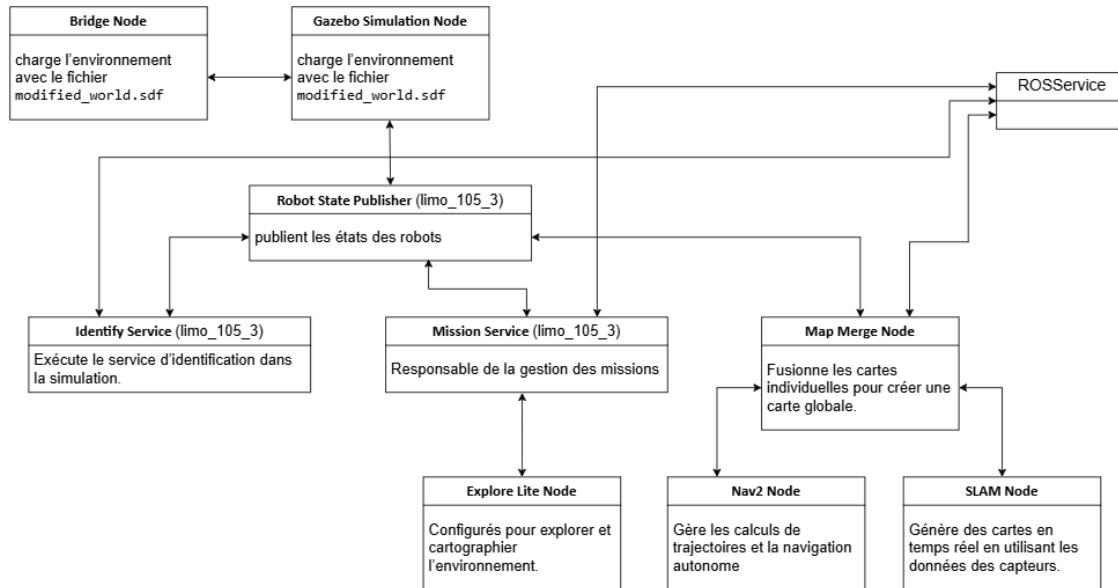 Bridge Node
charge l'environnement
avec le fichier
modified_world.sdf
Gazebo Simulation Node
charge l'environnement
avec le fichier
modified_world.sdf
ROSService
Robot State Publisher (limo_105_3)
publient les états des robots
Identify Service (limo_105_3)
Exécute le service d'identification dans
la simulation.
Mission Service (limo_105_3)
Responsable de la gestion des missions
Map Merge Node
Fusionne les cartes
individuelles pour créer une
carte globale.
Explore Lite Node
Configurés pour explorer et
cartographier
l'environnement.
Nav2 Node
Gère les calculs de
trajectoires et la navigation
autonome
SLAM Node
Génère des cartes en
temps réel en utilisant les
données des capteurs.